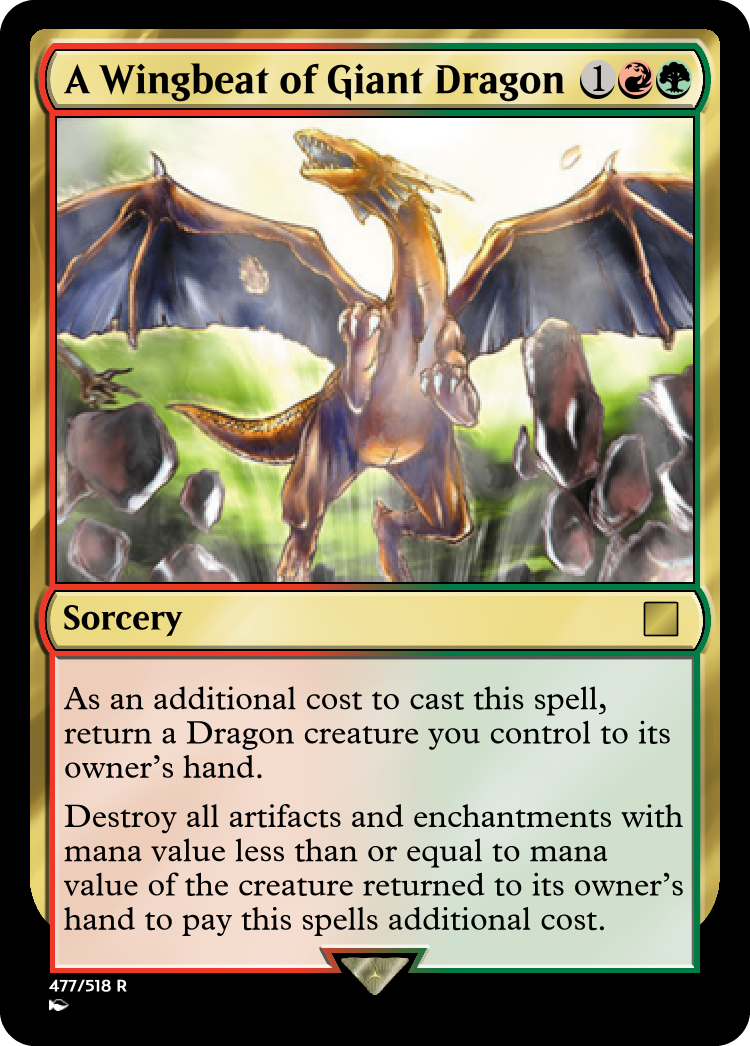 A Wingbeat of Giant Dragon 1
Sorcery
As an additional cost to cast this spell,
return a Dragon creature you control to its
owner's hand.
Destroy all artifacts and enchantments with
mana value less than or equal to mana
value of the creature returned to its owner's
hand to pay this spells additional cost.
477/518 R